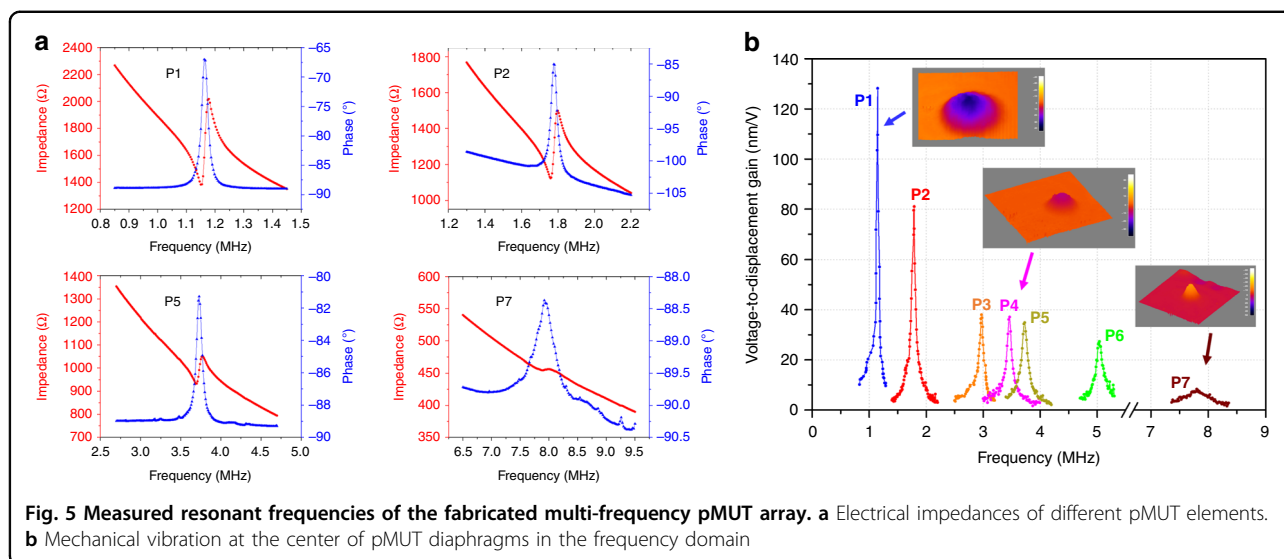 a
P1
Impedance (Ω)
2400
2200
2000
1800
1600
1400
1200
Phase (°)
−65
−70
−75
−80
−85
−90
0.8 0.9 1.0 1.1 1.2 1.3 1.4 1.5
Frequency (MHz)
P2
Impedance (Ω)
1800
1600
1400
1200
1000
Phase (°)
−85
−90
−95
−100
−105
1.4 1.6 1.8 2.0 2.2
Frequency (MHz)
P5
Impedance (Ω)
1400
1300
1200
1100
1000
900
800
700
Phase (°)
−80
−82
−84
−86
−88
−90
2.5 3.0 3.5 4.0 4.5 5.0
Frequency (MHz)
P7
Impedance (Ω)
600
550
500
450
400
350
Phase (°)
−88.0
−88.5
−89.0
−89.5
−90.0
−90.5
6.5 7.0 7.5 8.0 8.5 9.0 9.5
Frequency (MHz)
b
Voltage-to-displacement gain (nm/V)
140
120
100
80
60
40
20
0
P1
P2
P3
P4
P5
P6
P7
0 1 2 3 4 5 7 8 9
Frequency (MHz)
Fig. 5 Measured resonant frequencies of the fabricated multi-frequency pMUT array. a Electrical impedances of different pMUT elements.
b Mechanical vibration at the center of pMUT diaphragms in the frequency domain